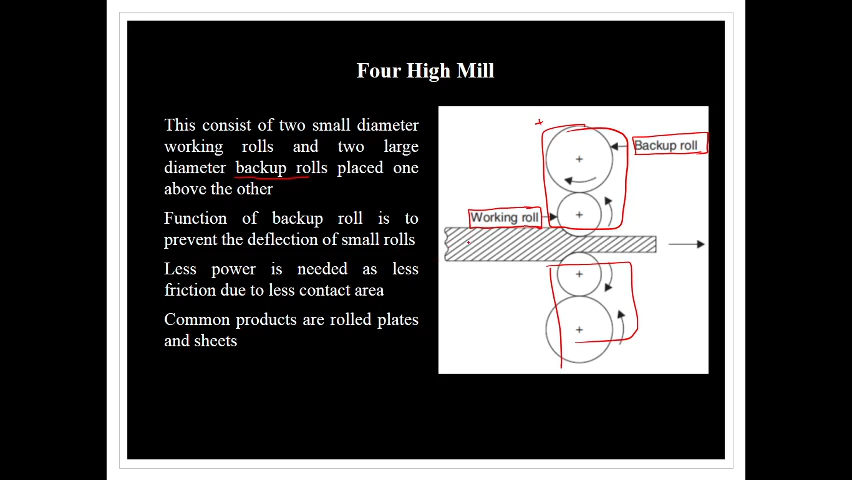 Four High Mill
This consist of two small diameter
working rolls and two large
diameter backup rolls placed one
above the other
Function of backup roll is to
prevent the deflection of small rolls
Less power is needed as less
friction due to less contact area
Common products are rolled plates
and sheets
Backup roll
Working roll